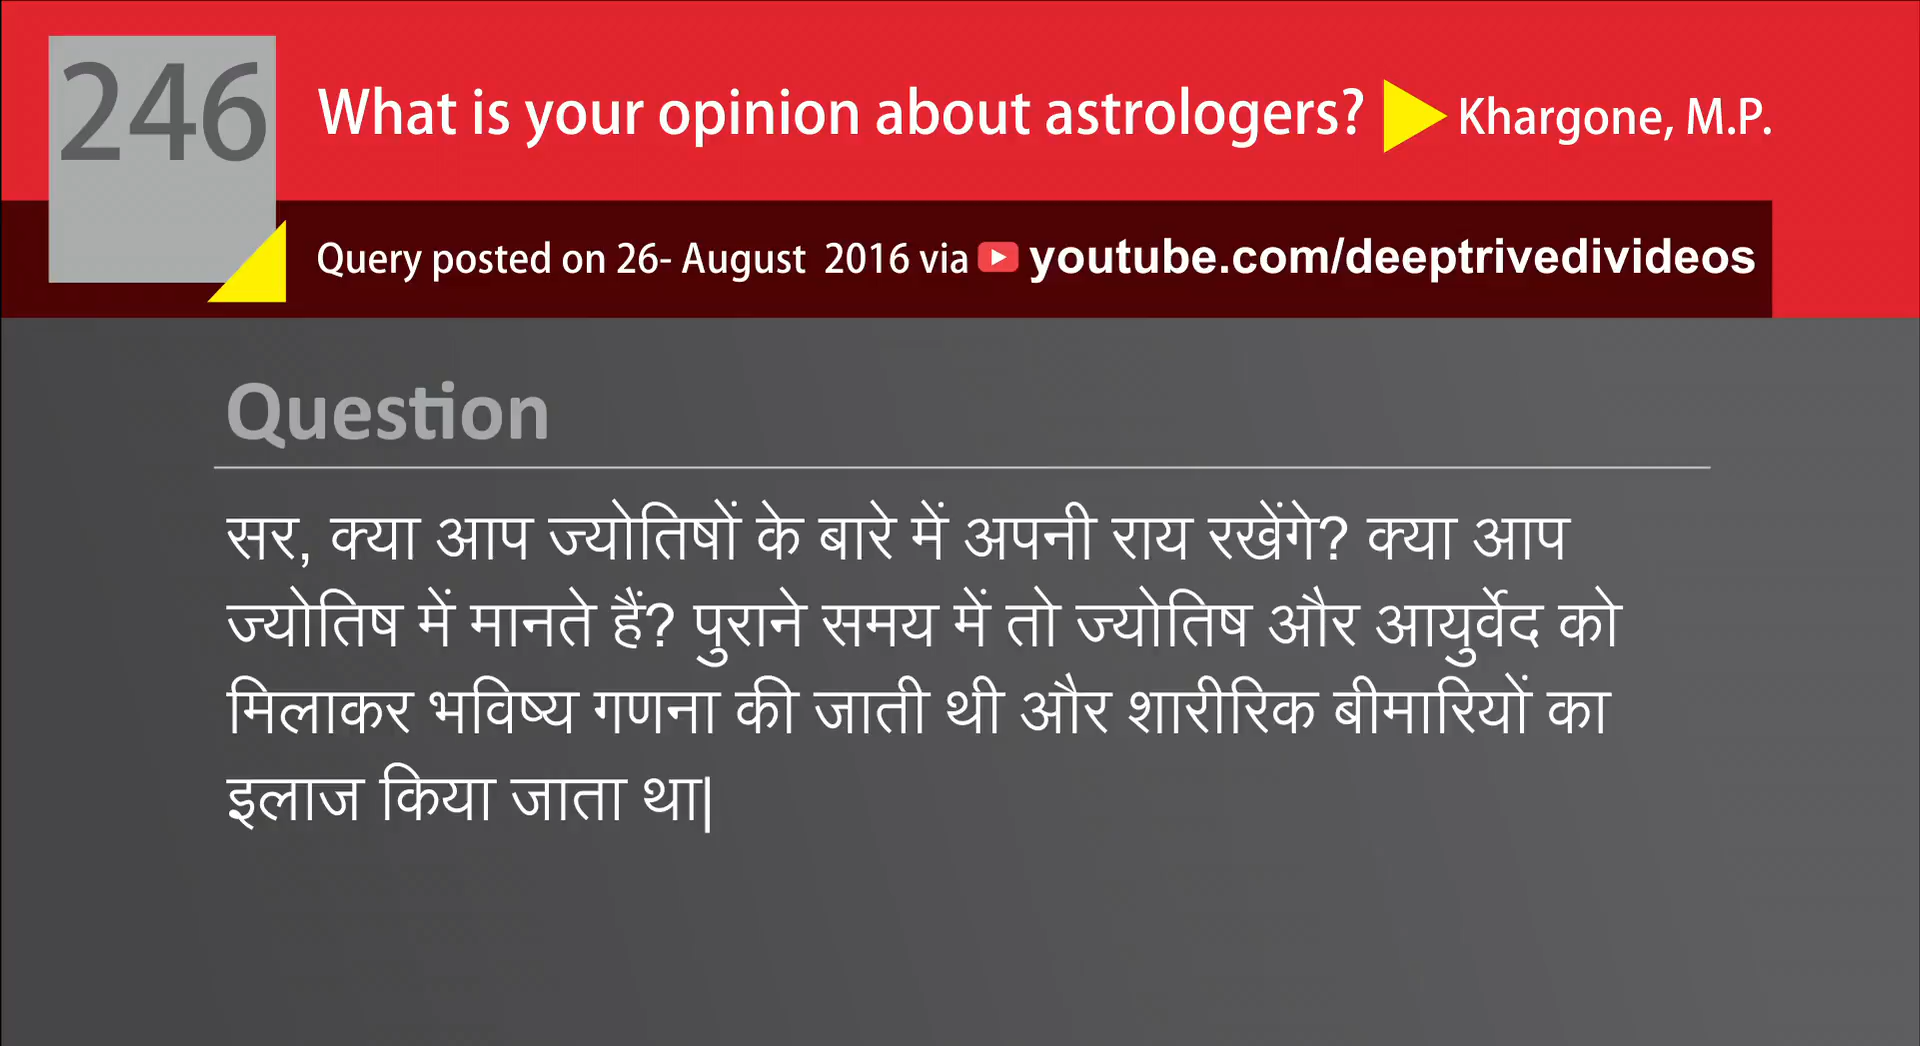 246
What is your opinion about astrologers? Khargone, M.P.
Query posted on 26- August 2016 via youtube.com/deeptrivedivideos
Question
सर, क्या आप ज्योतिषों के बारे में अपनी राय रखेंगे? क्या आप
ज्योतिष में मानते हैं? पुराने समय में तो ज्योतिष और आयुर्वेद को
मिलाकर भविष्य गणना की जाती थी और शारीरिक बीमारियों का
इलाज किया जाता था|